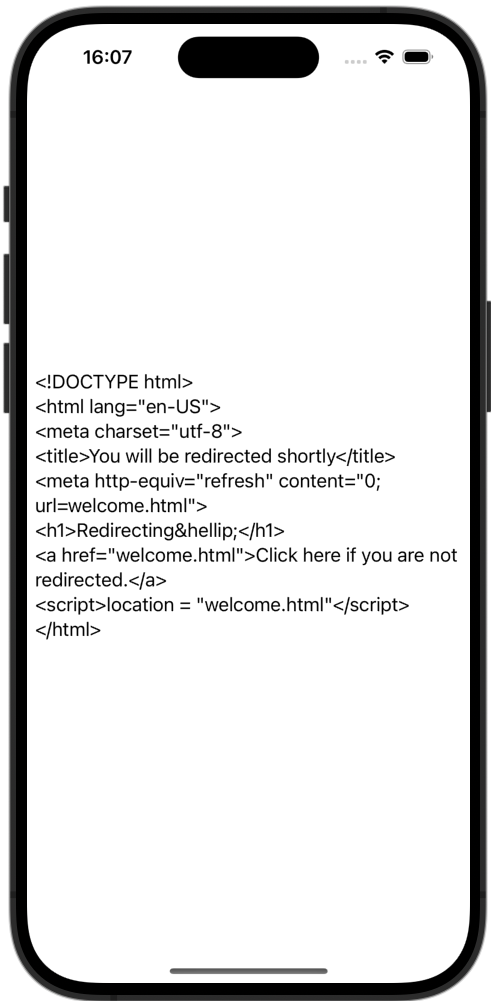 16:07
<!DOCTYPE html>
<html lang="en-US">
<meta charset="utf-8">
<title>You will be redirected shortly</title>
<meta http-equiv="refresh" content="0;
url=welcome.html">
<h1>Redirecting&hellip;</h1>
<a href="welcome.html">Click here if you are not
redirected.</a>
<script>location = "welcome.html"</script>
</html>